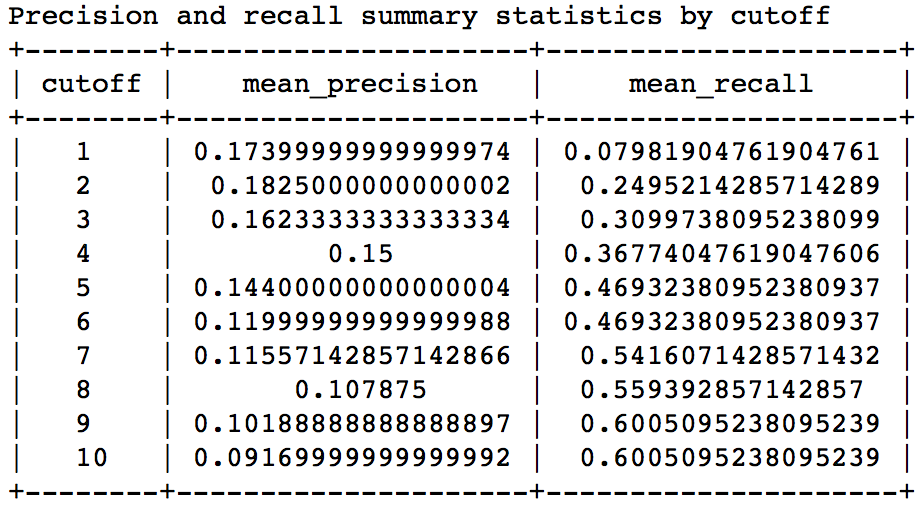 Precision and recall summary statistics by cutoff
+--------+---------------------+---------------------+
| cutoff |    mean_precision   |     mean_recall     |
+--------+---------------------+---------------------+
|   1    | 0.17399999999999974 | 0.07981904761904761 |
|   2    |  0.1825000000000002 |  0.2495214285714289 |
|   3    |  0.1623333333333334 |  0.3099738095238099 |
|   4    |         0.15        | 0.36774047619047606 |
|   5    | 0.14400000000000004 | 0.46932380952380937 |
|   6    | 0.11999999999999988 | 0.46932380952380937 |
|   7    | 0.11557142857142866 |  0.5416071428571432 |
|   8    |       0.107875      |  0.559392857142857  |
|   9    | 0.10188888888888897 |  0.6005095238095239 |
|   10   | 0.09169999999999992 |  0.6005095238095239 |
+--------+---------------------+---------------------+